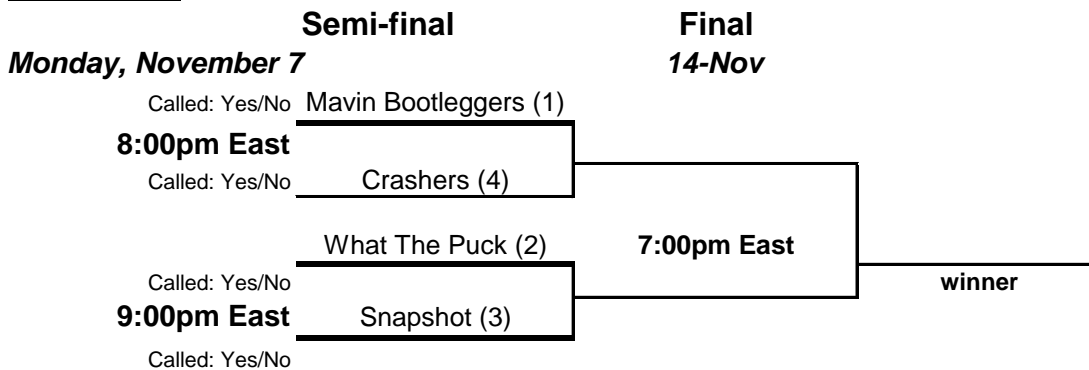 Semi-final Final
Monday, November 7 14-Nov
Called: Yes/No Mavin Bootleggers (1)
8:00pm East
Called: Yes/No Crashers (4)
What The Puck (2) 7:00pm East
Called: Yes/No winner
9:00pm East Snapshot (3)
Called: Yes/No